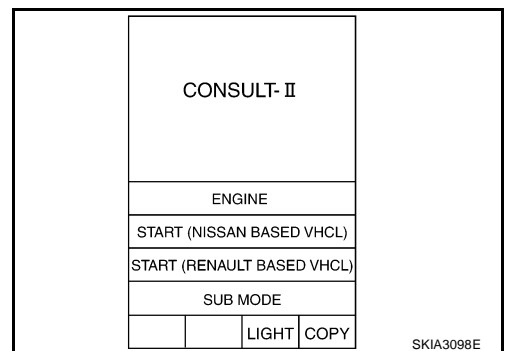 CONSULT-Ⅱ
ENGINE
START (NISSAN BASED VHCL)
START (RENAULT BASED VHCL)
SUB MODE
LIGHT COPY
SKIA3098E